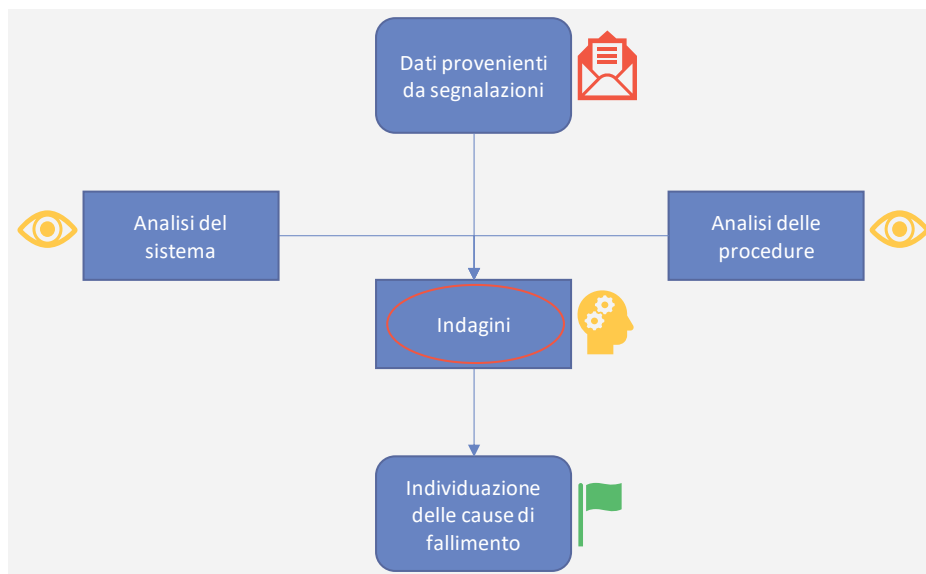 Dati provenienti
da segnalazioni
Analisi del
sistema
Analisi delle
procedure
Indagini
Individuazione
delle cause di
fallimento